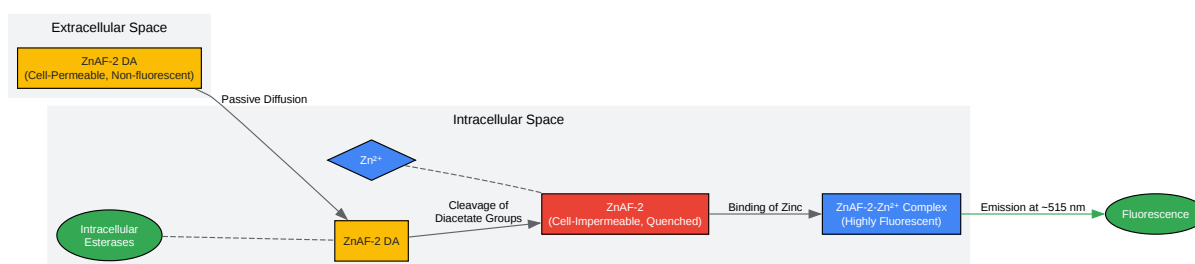 Extracellular Space
ZnAF-2 DA
(Cell-Permeable, Non-fluorescent)
Passive Diffusion
Intracellular Space
Zn²⁺
Intracellular
Esterases
ZnAF-2 DA
Cleavage of
Diacetate Groups
ZnAF-2
(Cell-Impermeable, Quenched)
Binding of Zinc
ZnAF-2-Zn²⁺ Complex
(Highly Fluorescent)
Emission at ~515 nm
Fluorescence